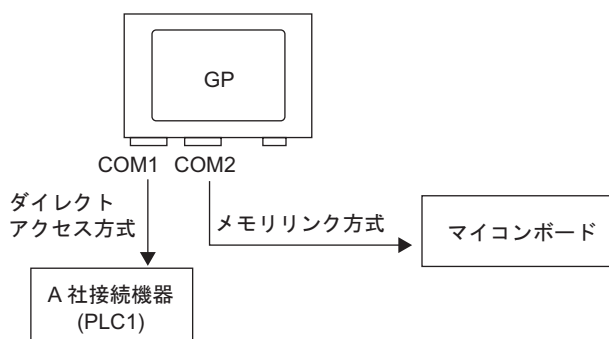 GP
COM1 COM2
ダイレクト
アクセス方式
メモリリンク方式
マイコンボード
A 社接続機器
(PLC1)